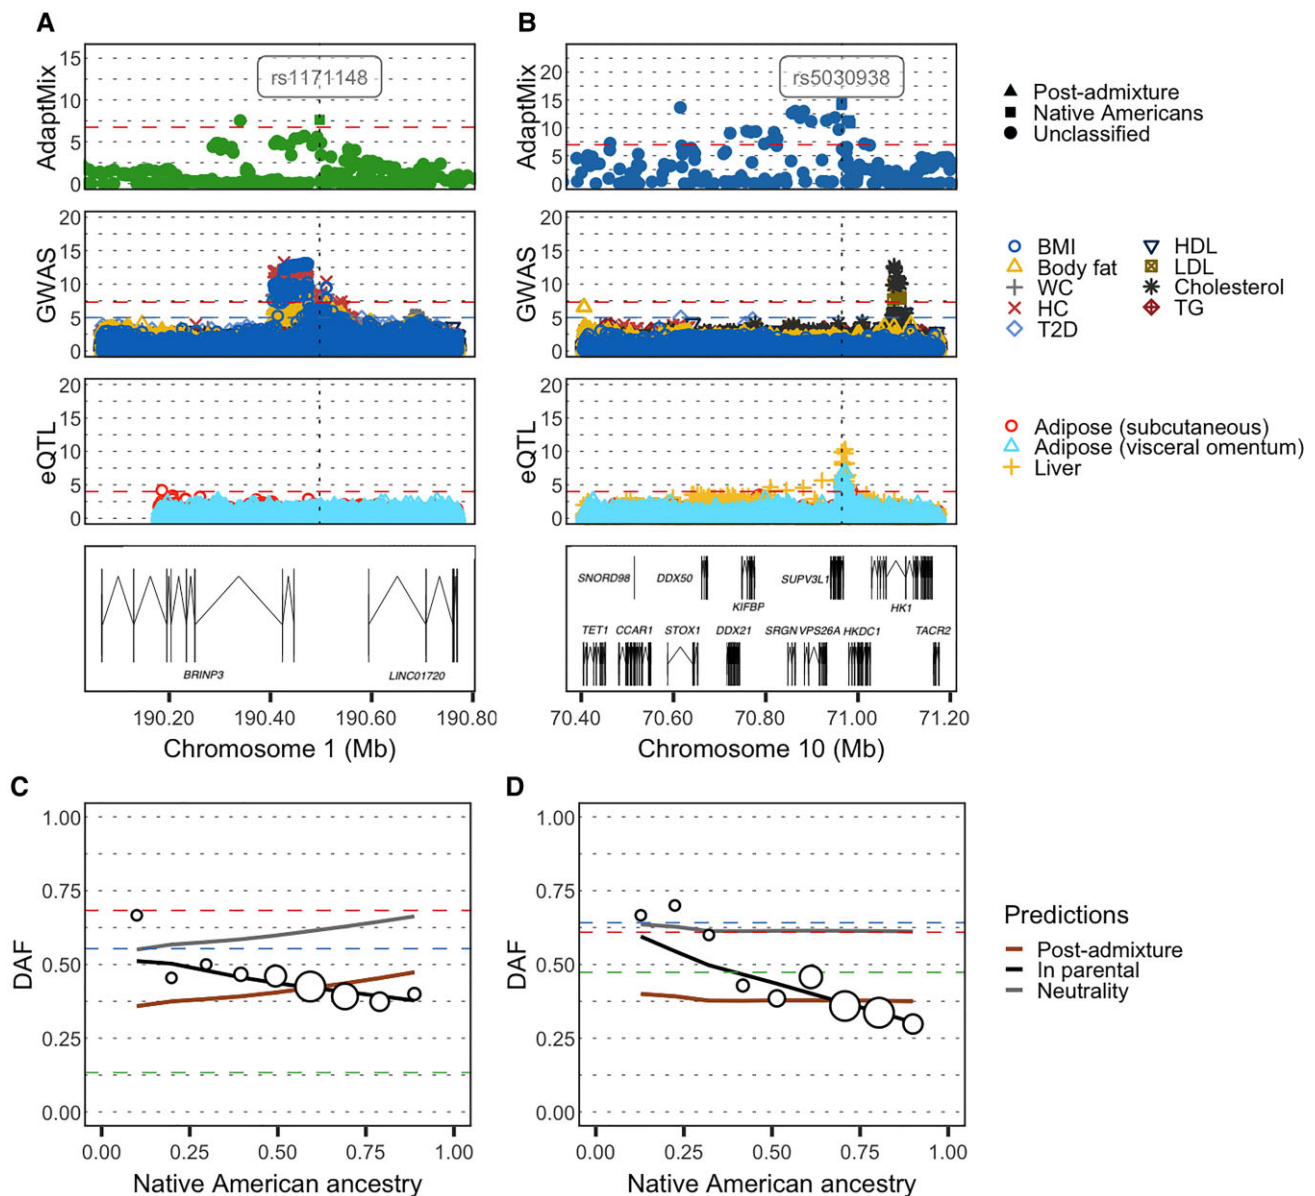 A
B
AdaptMix
15
10
5
0
rs1171148
AdaptMix
20
15
10
5
0
rs5030938
Post-admixture
Native Americans
Unclassified
GWAS
20
15
10
5
0
GWAS
20
15
10
5
0
BMI
Body fat
WC
HC
T2D
HDL
LDL
Cholesterol
TG
eQTL
20
15
10
5
0
eQTL
20
15
10
5
0
Adipose (subcutaneous)
Adipose (visceral omentum)
Liver
BRINP3
LINC01720
SNORD98 DDX50 KIFBP SUPV3L1 HK1
TET1 CCAR1 STOX1 DDX21 SRGN VPS26A HKDC1 TACR2
190.20 190.40 190.60 190.80
Chromosome 1 (Mb)
70.40 70.60 70.80 71.00 71.20
Chromosome 10 (Mb)
C
D
DAF
1.00
0.75
0.50
0.25
0.00
0.00 0.25 0.50 0.75 1.00
Native American ancestry
DAF
1.00
0.75
0.50
0.25
0.00
0.00 0.25 0.50 0.75 1.00
Native American ancestry
Predictions
Post-admixture
In parental
Neutrality